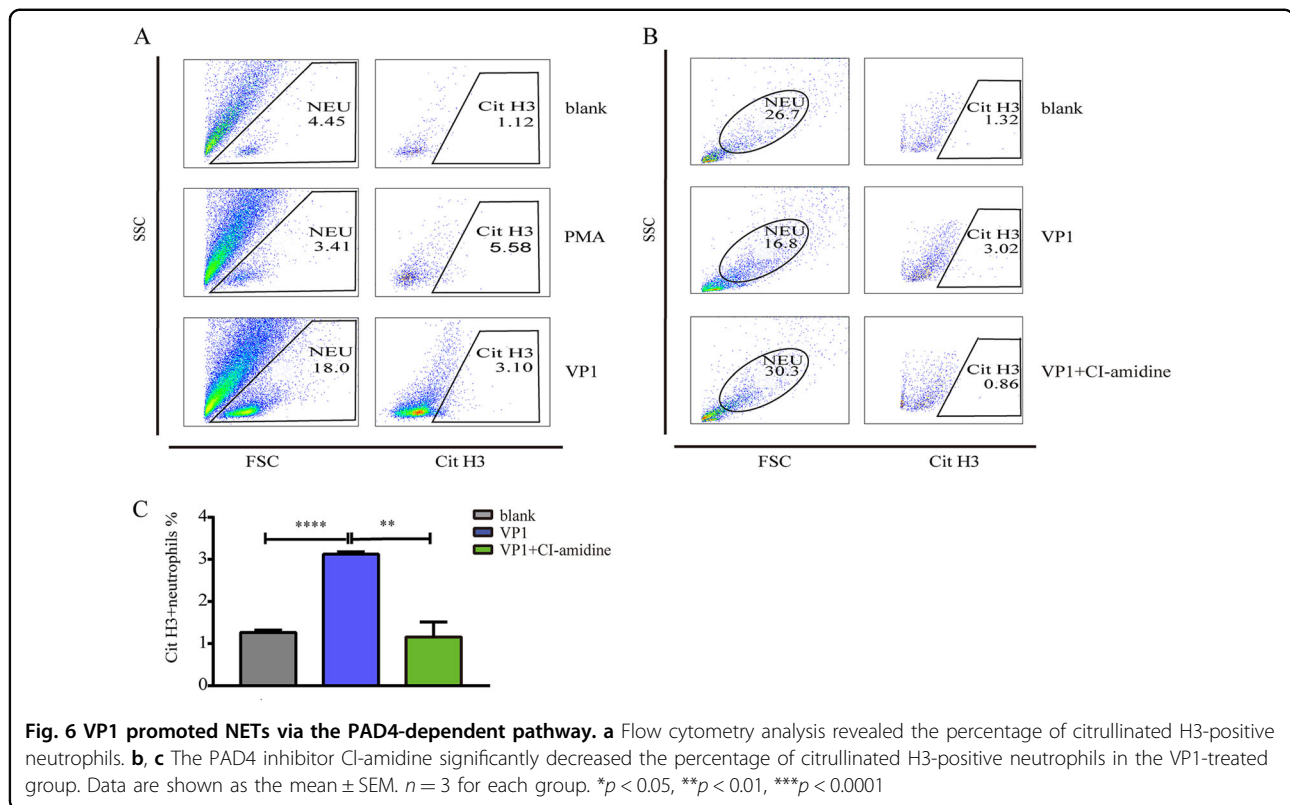 A
B
NEU
4.45
Cit H3
1.12
blank
NEU
3.41
Cit H3
5.58
PMA
NEU
18.0
Cit H3
3.10
VP1
SSC
FSC
Cit H3
NEU
26.7
Cit H3
1.32
blank
NEU
16.8
Cit H3
3.02
VP1
NEU
30.3
Cit H3
0.86
VP1+CI-amidine
SSC
FSC
Cit H3
C
Cit H3+neutrophils %
4
3
2
1
0
****
**
blank
VP1
VP1+CI-amidine
Fig. 6 VP1 promoted NETs via the PAD4-dependent pathway. a Flow cytometry analysis revealed the percentage of citrullinated H3-positive
neutrophils. b, c The PAD4 inhibitor Cl-amidine significantly decreased the percentage of citrullinated H3-positive neutrophils in the VP1-treated
group. Data are shown as the mean ± SEM. n = 3 for each group. *p < 0.05, **p < 0.01, ***p < 0.0001